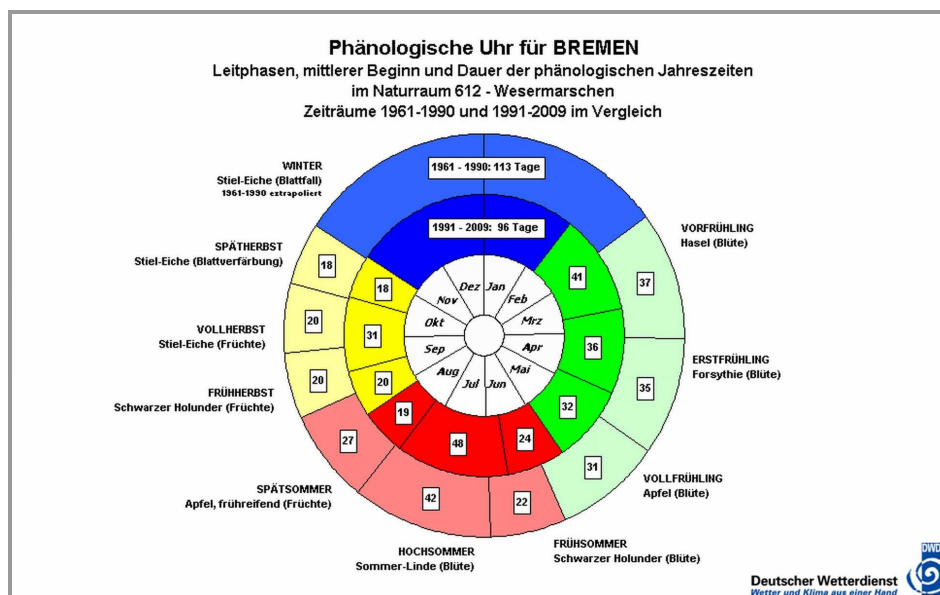 Phänologische Uhr für BREMEN
Leitphasen, mittlerer Beginn und Dauer der phänologischen Jahreszeiten
im Naturraum 612 - Wesermarschen
Zeiträume 1961-1990 und 1991-2009 im Vergleich
WINTER
Stiel-Eiche (Blattfall)
1961-1990 extrapoliert
1961 - 1990: 113 Tage
1991 - 2009: 96 Tage
VORFRÜHLING
Hasel (Blüte)
37
41
ERSTFRÜHLING
Forsythie (Blüte)
35
36
VOLLFRÜHLING
Apfel (Blüte)
31
32
FRÜHSOMMER
Schwarzer Holunder (Blüte)
22
24
HOCHSOMMER
Sommer-Linde (Blüte)
42
48
SPÄTSOMMER
Apfel, frühreifend (Früchte)
27
19
FRÜHHERBST
Schwarzer Holunder (Früchte)
20
20
VOLLHERBST
Stiel-Eiche (Früchte)
20
31
SPÄTHERBST
Stiel-Eiche (Blattverfärbung)
18
18
Jan
Feb
Mrz
Apr
Mai
Jun
Jul
Aug
Sep
Okt
Nov
Dez
DWD
Deutscher Wetterdienst
Wetter und Klima aus einer Hand